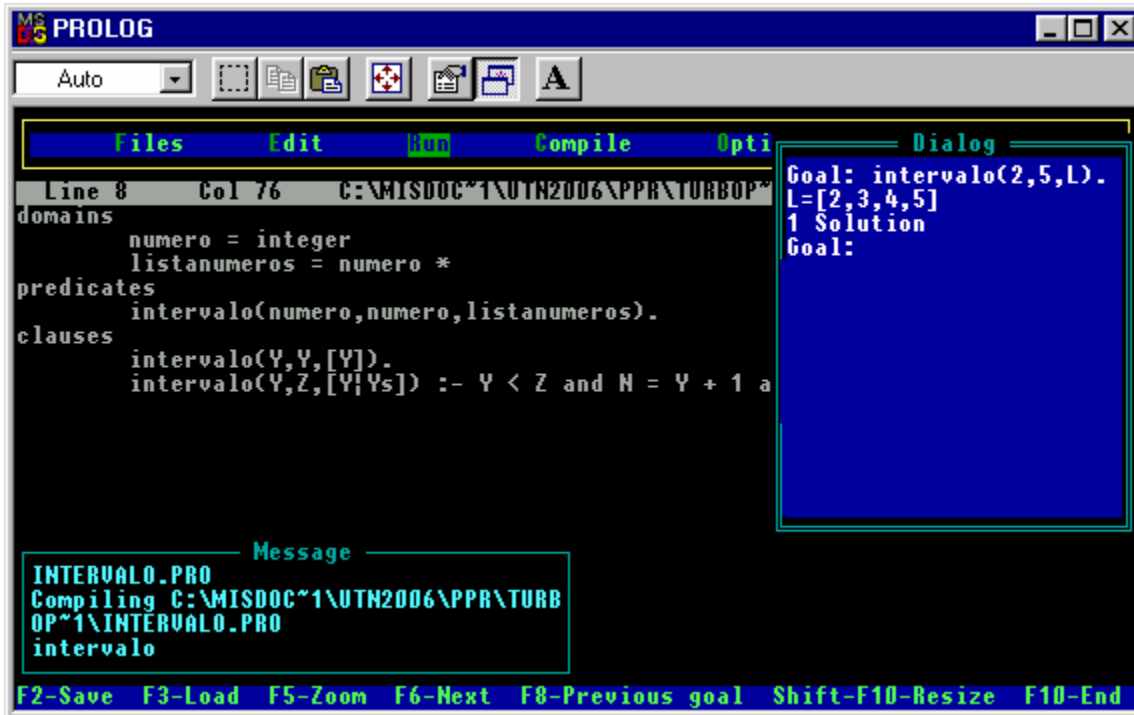 MS DOS PROLOG
Auto
A
Files Edit Run Compile Opti
Line 8 Col 76 C:\MISDOC~1\UTN2006\PPR\TURBOP~
domains
numero = integer
listanumeros = numero *
predicates
intervalo(numero,numero,listanumeros).
clauses
intervalo(Y,Y,[Y]).
intervalo(Y,Z,[Y|Ys]) :- Y < Z and N = Y + 1 a
Dialog
Goal: intervalo(2,5,L).
L=[2,3,4,5]
1 Solution
Goal:
Message
INTERVALO.PRO
Compiling C:\MISDOC~1\UTN2006\PPR\TURB
OP~1\INTERVALO.PRO
intervalo
F2-Save F3-Load F5-Zoom F6-Next F8-Previous goal Shift-F10-Resize F10-End